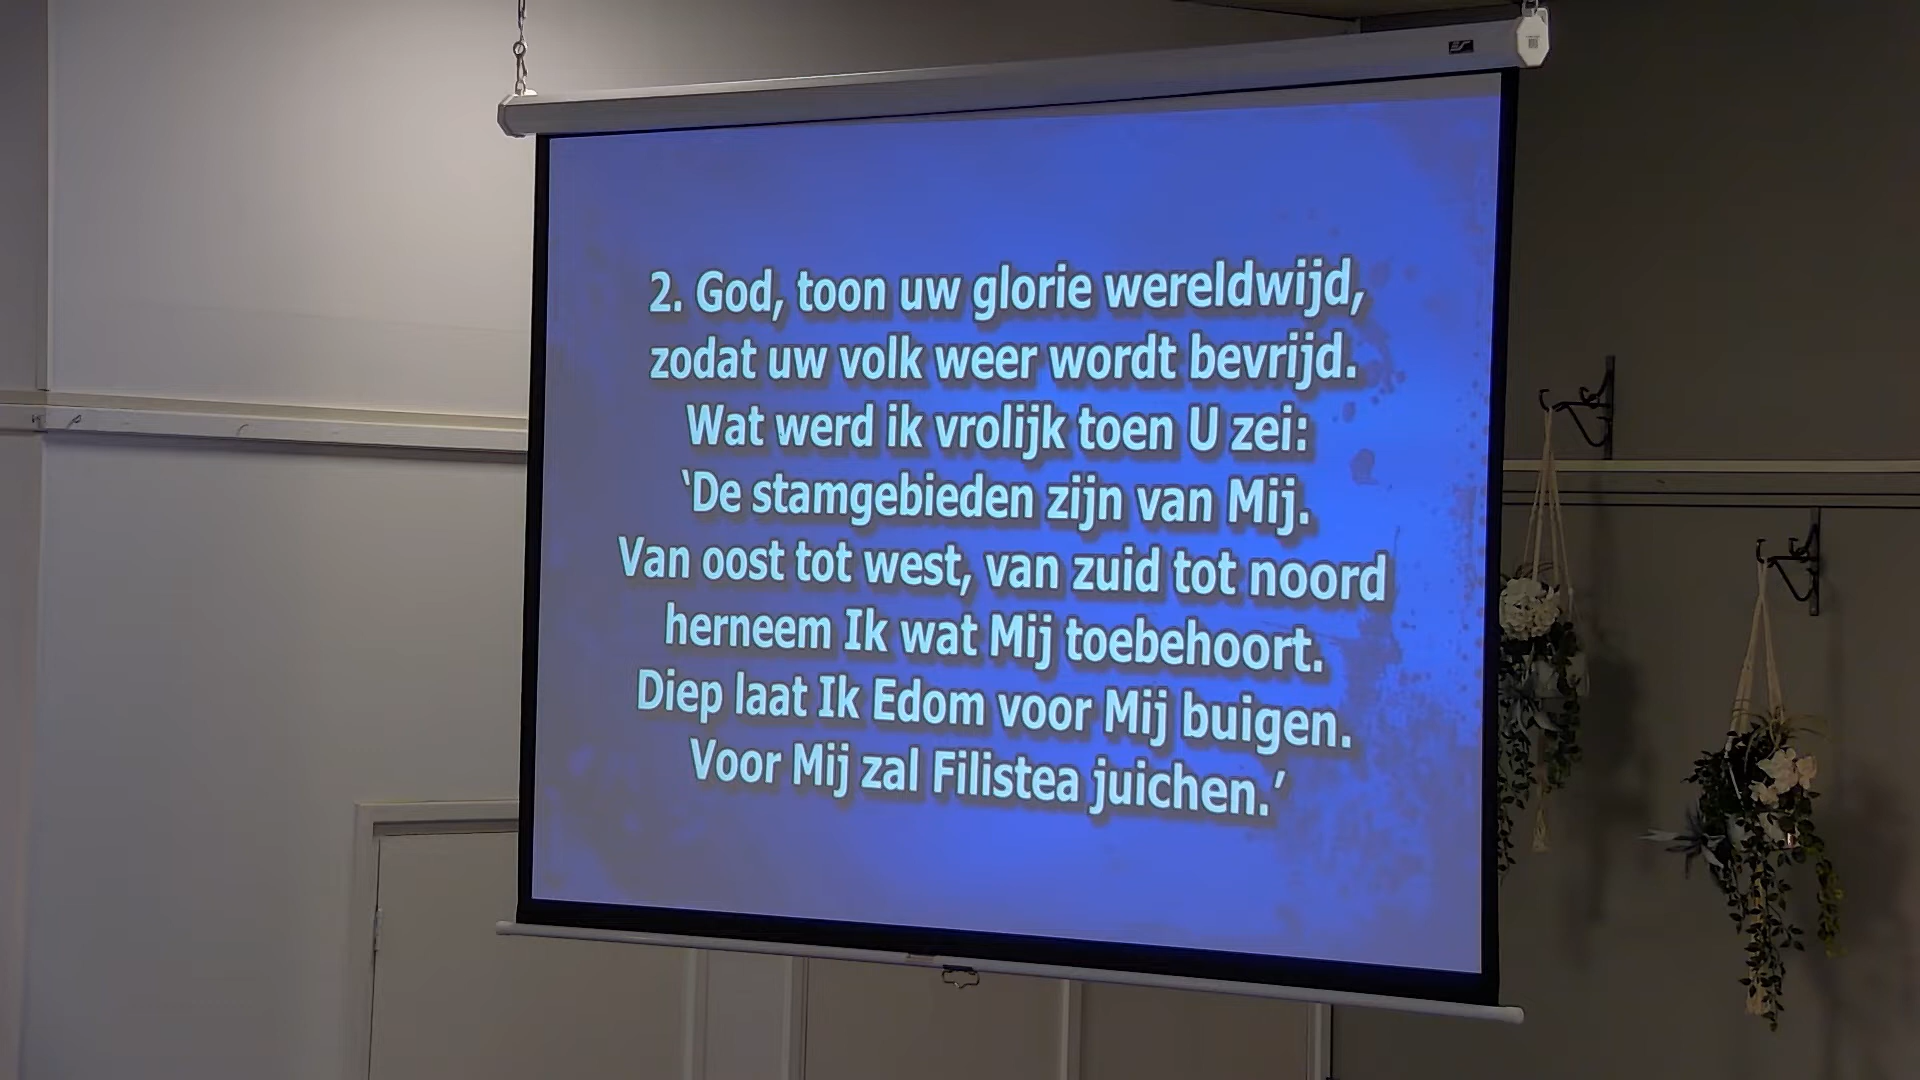 2. God, toon uw glorie wereldwijd,
zodat uw volk weer wordt bevrijd.
Wat werd ik vrolijk toen U zei:
‘De stamgebieden zijn van Mij.
Van oost tot west, van zuid tot noord
herneem Ik wat Mij toebehoort.
Diep laat Ik Edom voor Mij buigen.
Voor Mij zal Filistea juichen.’